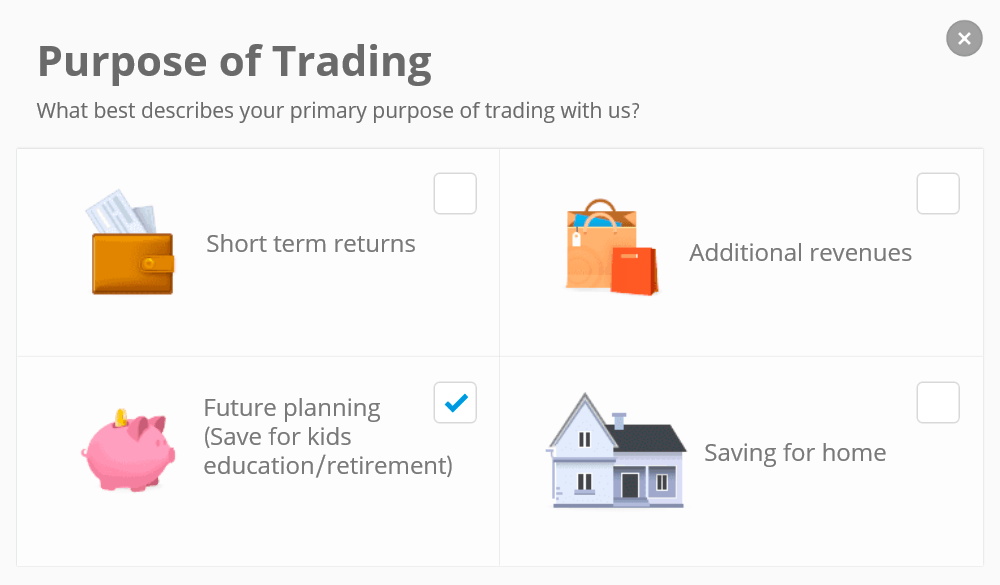 Purpose of Trading
What best describes your primary purpose of trading with us?
Short term returns
Additional revenues
Future planning
(Save for kids
education/retirement)
Saving for home